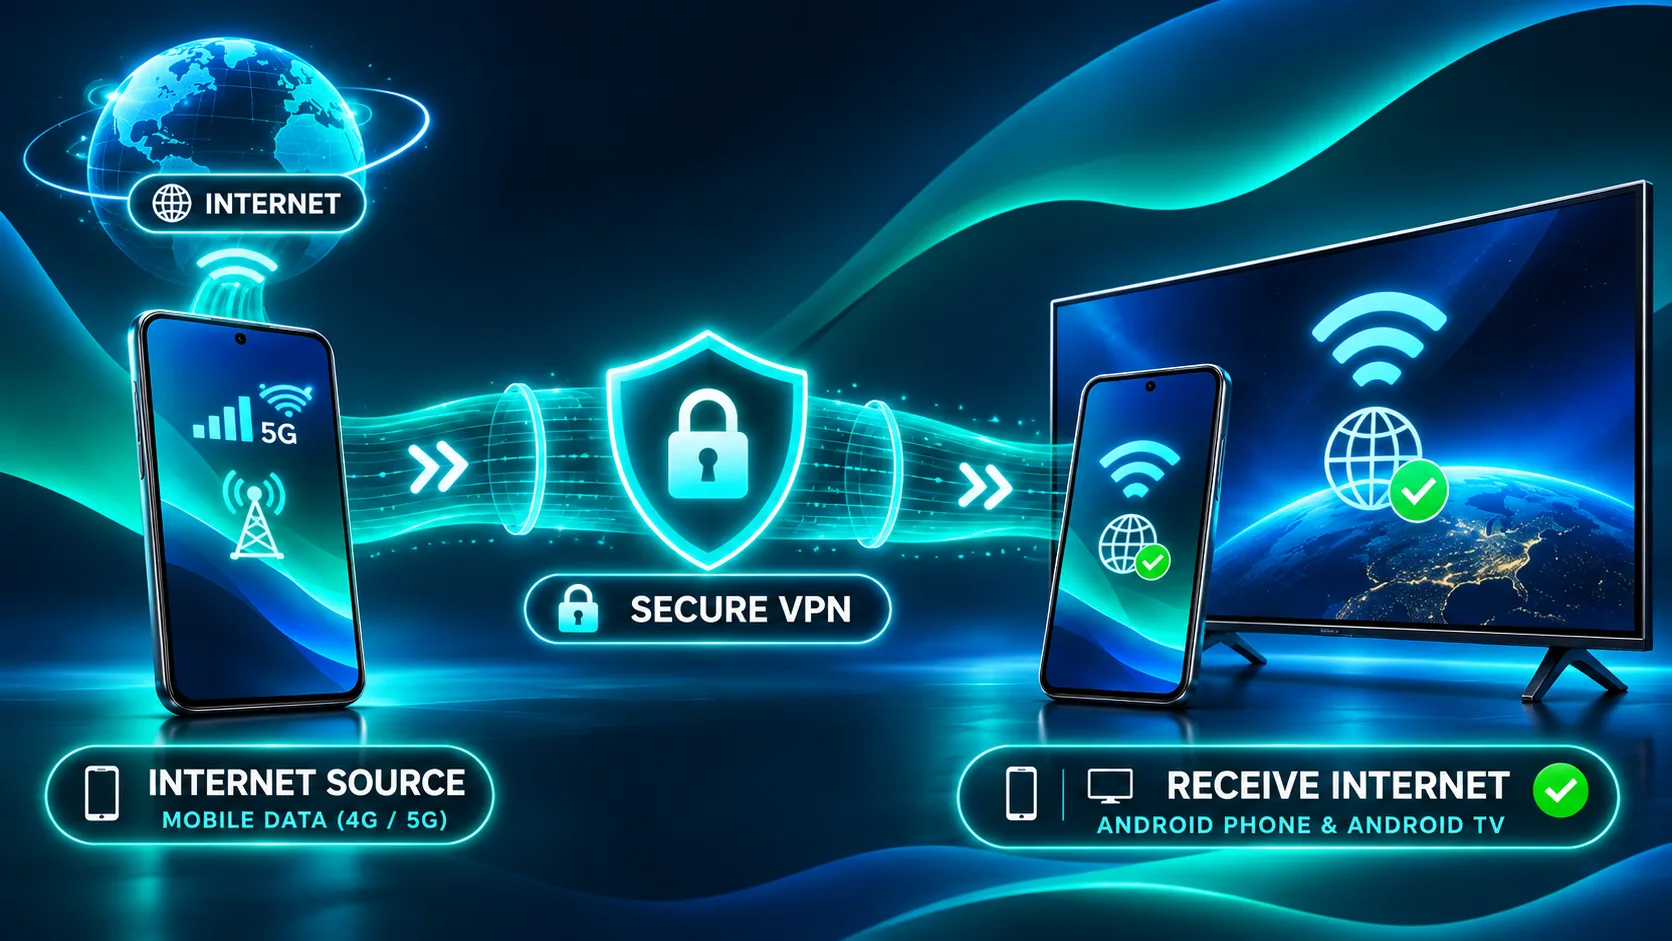 INTERNET
5G
SECURE VPN
INTERNET SOURCE
MOBILE DATA (4G / 5G)
RECEIVE INTERNET
ANDROID PHONE & ANDROID TV